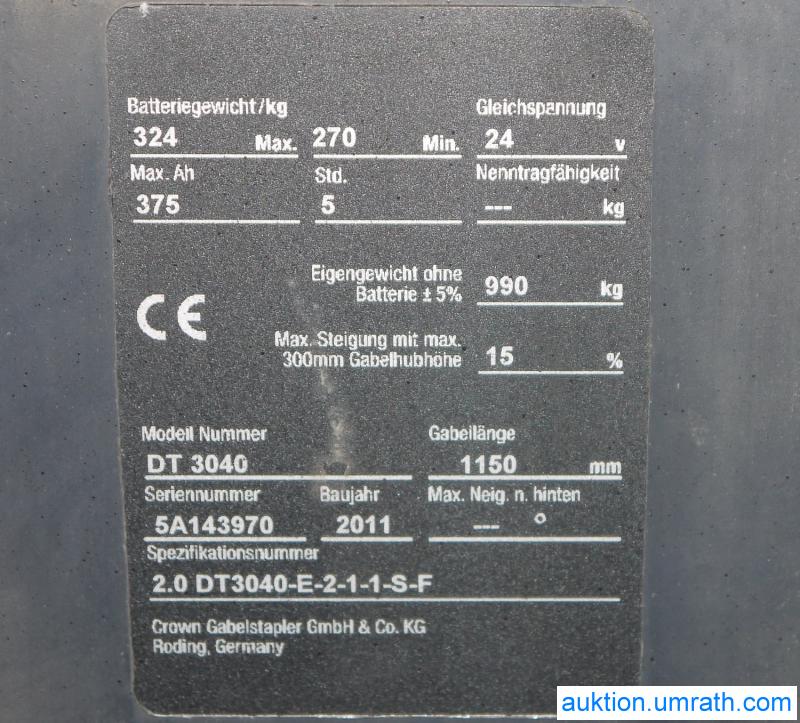 Batteriegewicht/kg Gleichspannung
324 Max. 270 Min. 24 v
Max. Ah Std. Nenntragfähigkeit
375 5 --- kg
Eigengewicht ohne
Batterie ± 5% 990 kg
CE
Max. Steigung mit max.
300mm Gabelhubhöhe 15 %
Modell Nummer Gabellänge
DT 3040 1150 mm
Seriennummer Baujahr Max. Neig. n. hinten
5A143970 2011 --- °
Spezifikationsnummer
2.0 DT3040-E-2-1-1-S-F
Crown Gabelstapler GmbH & Co. KG
Roding, Germany
auktion.umrath.com